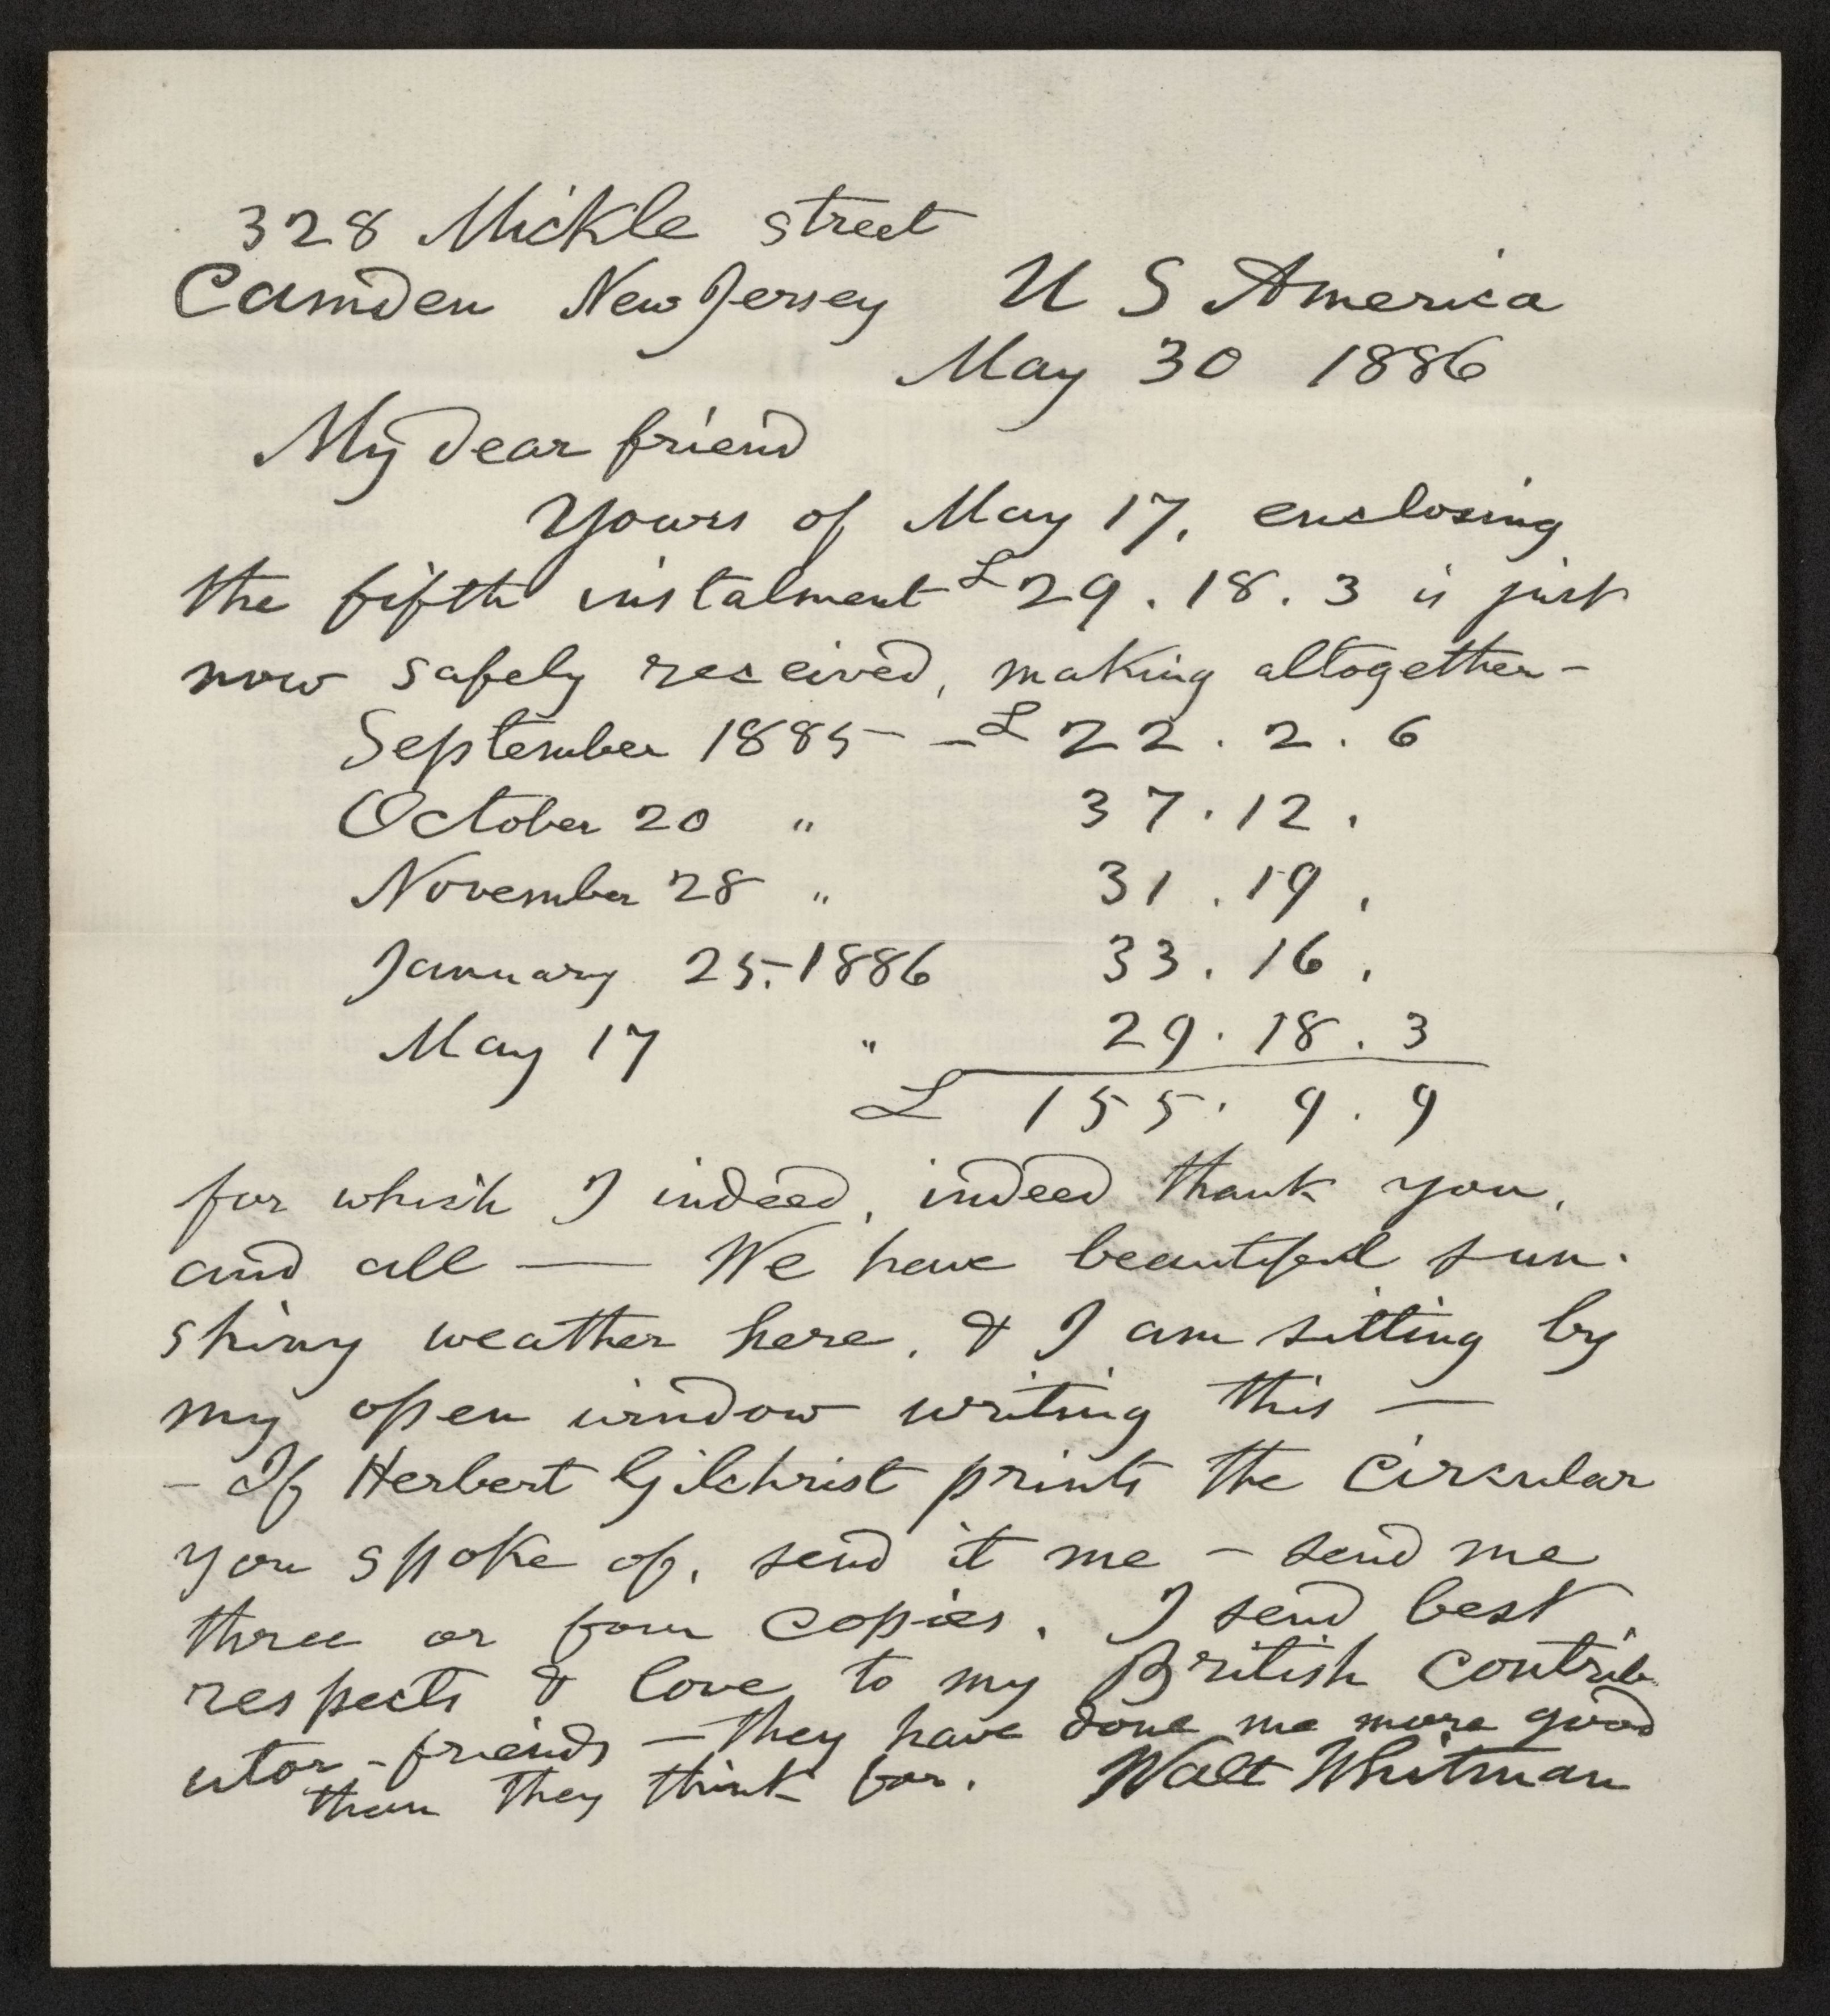 328 Mickle street
Camden New Jersey U S America
May 30 1886
My dear friend
Yours of May 17, enclosing
the fifth instalment £29.18.3 is just
now safely received, making altogether –
September 1885 – £22.2.6
October 20 " 37.12.
November 28 " 31.19.
January 25, 1886 33.16.
May 17 " 29.18.3
£ 155.9.9
for which I indeed, indeed thank you,
and all — We have beautiful sun-
shiny weather here, & I am sitting by
my open window writing this —
– If Herbert Gilchrist prints the circular
you spoke of, send it me – send me
three or four copies. I send best
respects & love to my British contrib
utor-friends – they have done me more good
than they think for. Walt Whitman